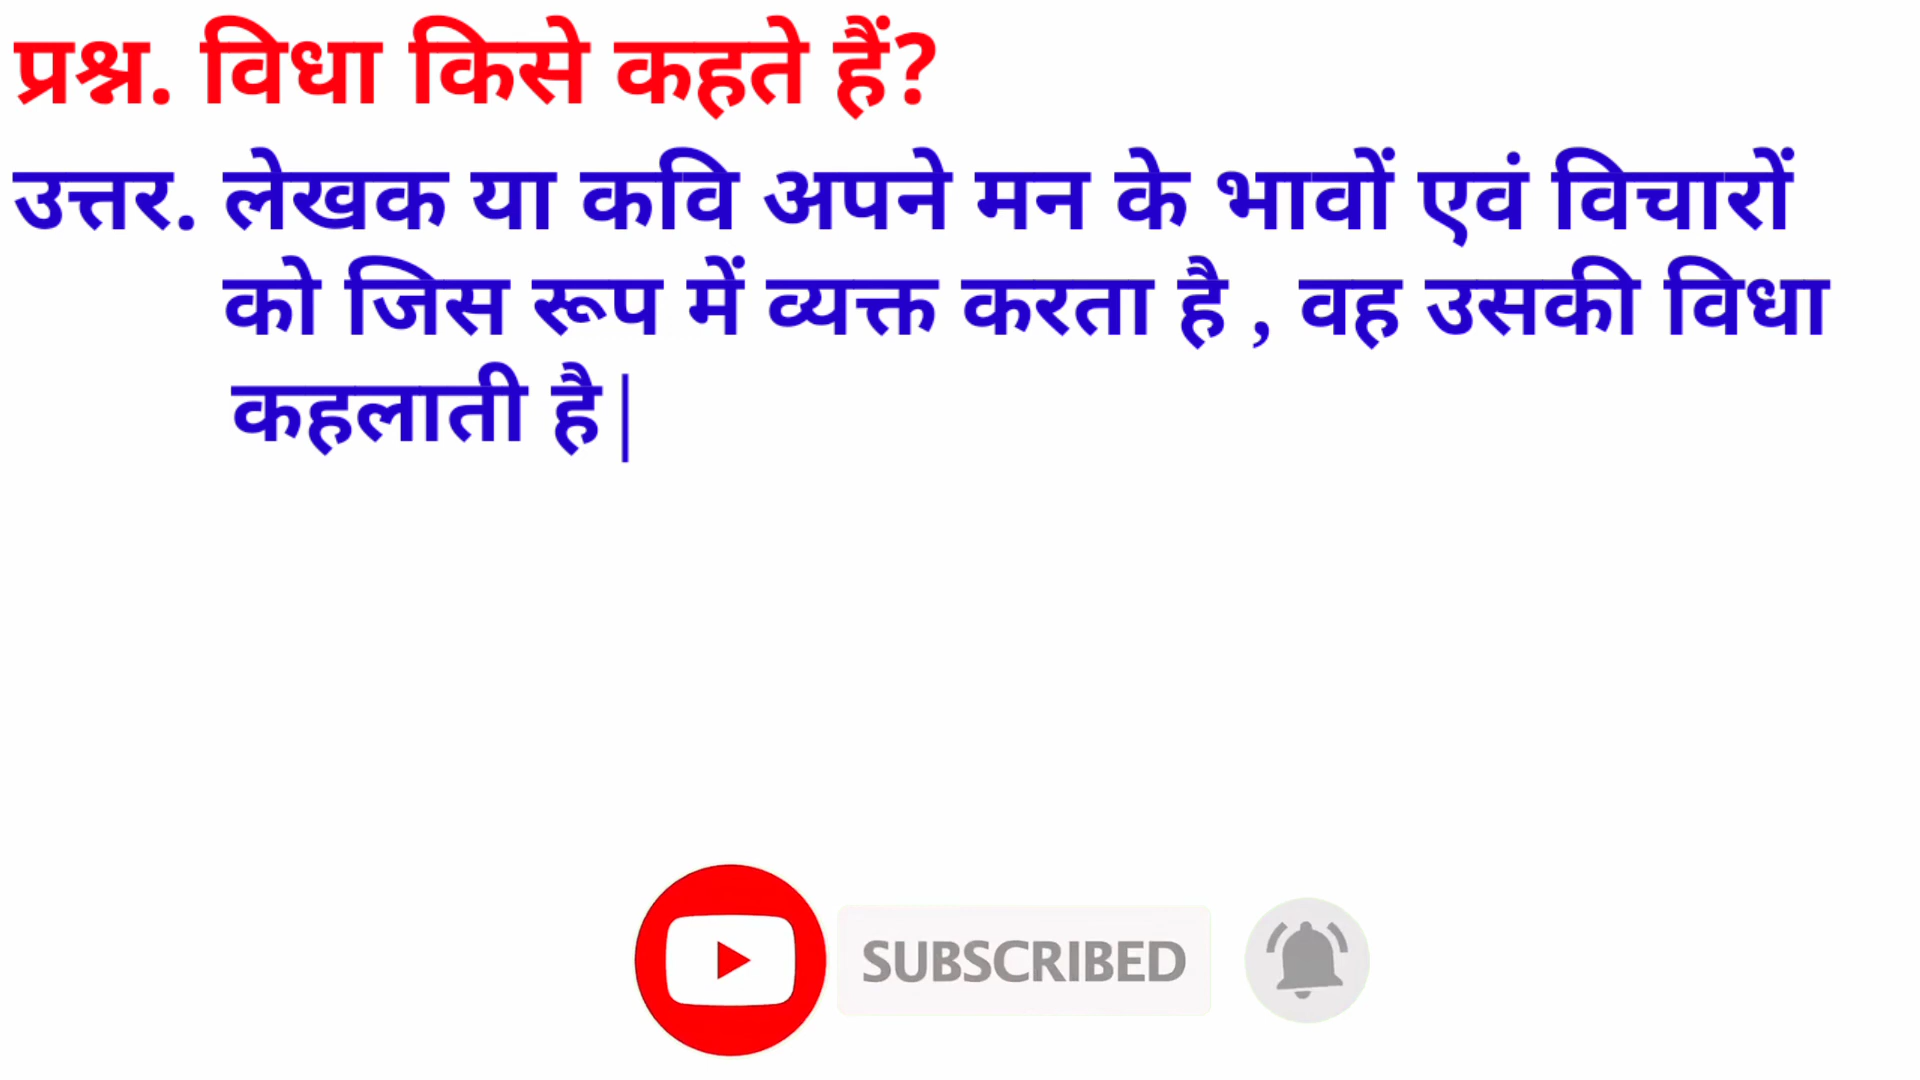 प्रश्न. विधा किसे कहते हैं?
उत्तर. लेखक या कवि अपने मन के भावों एवं विचारों
को जिस रूप में व्यक्त करता है , वह उसकी विधा
कहलाती है|
SUBSCRIBED